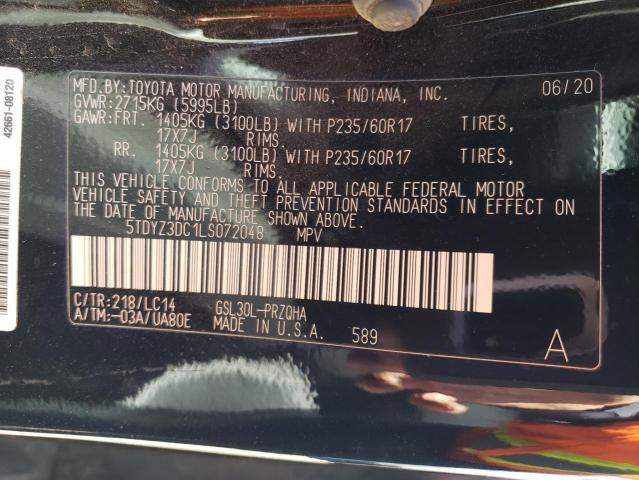 MFD.BY:TOYOTA MOTOR MANUFACTURING, INDIANA, INC. 06/20
GVWR:2715KG (5995LB)
GAWR:FRT. 1405KG (3100LB) WITH P235/60R17 TIRES,
17X7J RIMS.
RR. 1405KG (3100LB) WITH P235/60R17 TIRES,
17X7J RIMS.
THIS VEHICLE CONFORMS TO ALL APPLICABLE FEDERAL MOTOR
VEHICLE SAFETY AND THEFT PREVENTION STANDARDS IN EFFECT ON
THE DATE OF MANUFACTURE SHOWN ABOVE.
5TDYZ3DC1LS072048 MPV
C/TR:218/LC14 GSL30L-PRZQHA
A/TM:-03A/UA80E MADE IN U.S.A. 589 A
42661-08120